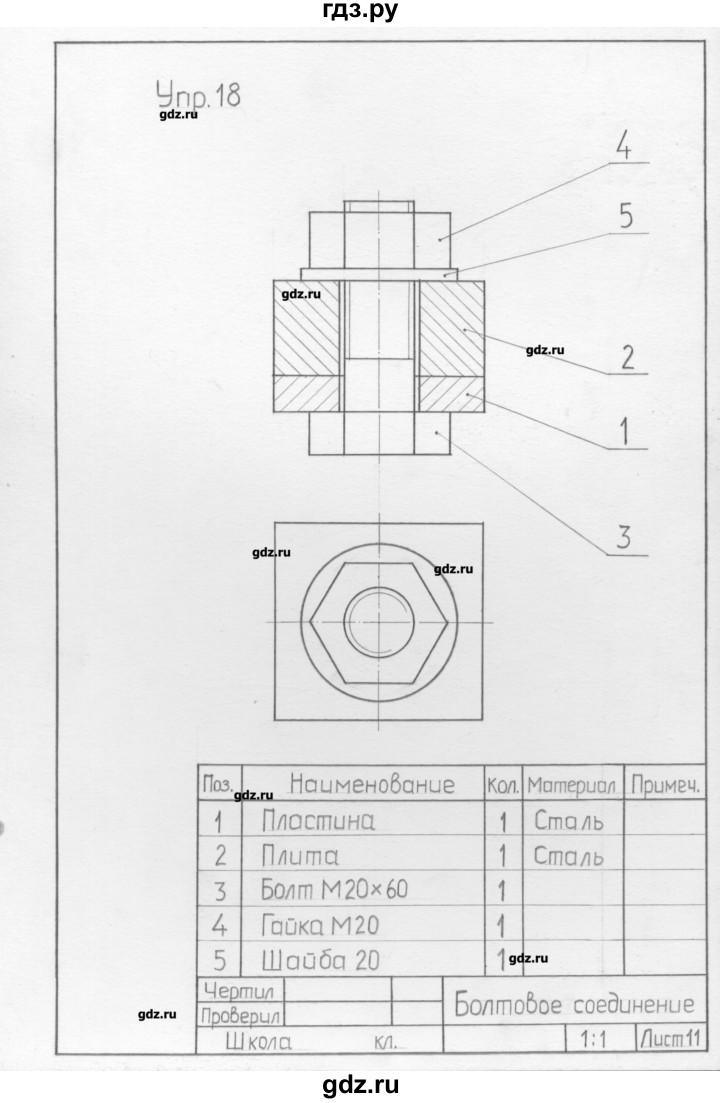 гдз.ру
Упр.18
gdz.ru
4
5
gdz.ru
gdz.ru
2
1
3
gdz.ru
gdz.ru
Поз. Наименование Кол. Материал Примеч.
gdz.ru
1 Пластина 1 Сталь
2 Плита 1 Сталь
3 Болт М20×60 1
4 Гайка М20 1
5 Шайба 20 1
gdz.ru
Чертил
Болтовое соединение
gdz.ru
Проверил
Школа кл. 1:1 Лист 11
gdz.ru